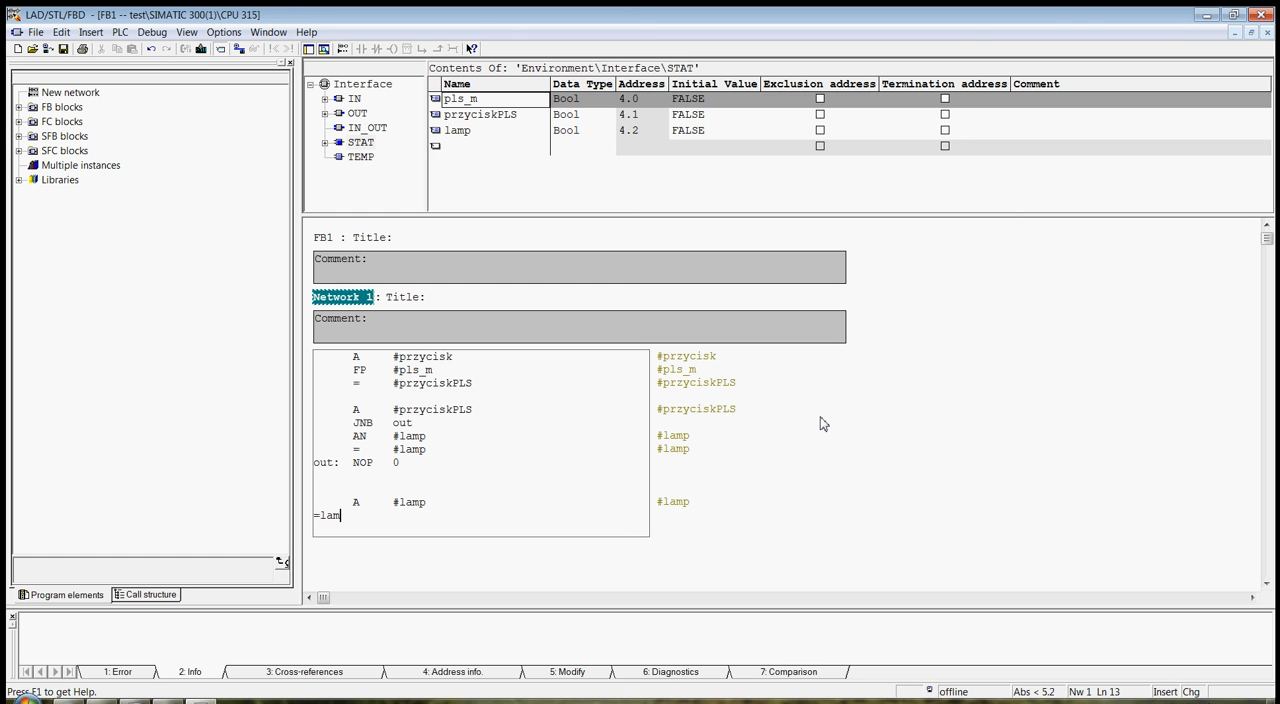 LAD/STL/FBD - [FB1 -- test\SIMATIC 300(1)\CPU 315]
File Edit Insert PLC Debug View Options Window Help
New network
FB blocks
FC blocks
SFB blocks
SFC blocks
Multiple instances
Libraries
Program elements Call structure
Interface
IN
OUT
IN_OUT
STAT
TEMP
Contents Of: 'Environment\Interface\STAT'
Name Data Type Address Initial Value Exclusion address Termination address Comment
pls_m Bool 4.0 FALSE
przyciskPLS Bool 4.1 FALSE
lamp Bool 4.2 FALSE
FB1 : Title:
Comment:
Network 1: Title:
Comment:
A #przycisk #przycisk
FP #pls_m #pls_m
= #przyciskPLS #przyciskPLS
A #przyciskPLS #przyciskPLS
JNB out
AN #lamp #lamp
= #lamp #lamp
out: NOP 0
A #lamp #lamp
=lam
1: Error 2: Info 3: Cross-references 4: Address info. 5: Modify 6: Diagnostics 7: Comparison
Press F1 to get Help. offline Abs < 5.2 Nw 1 Ln 13 Insert Chg